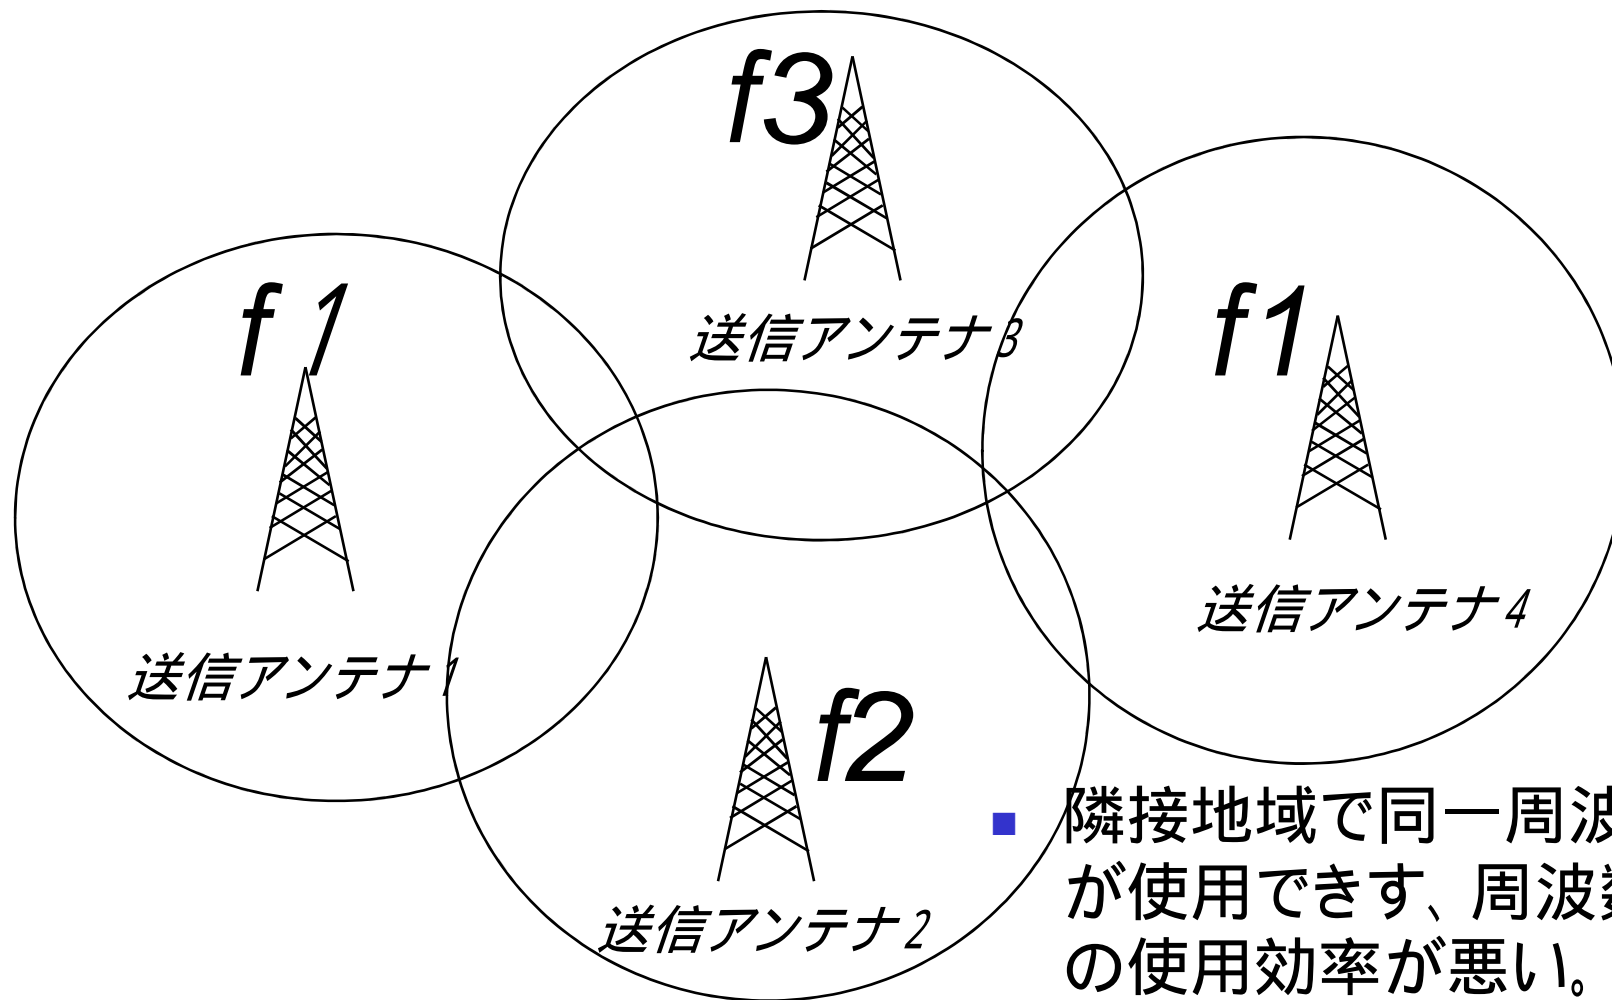 f3
f 1
f1
送信アンテナ 3
送信アンテナ 4
送信アンテナ 1
f2
送信アンテナ 2
隣接地域で同一周波
が使用できす、周波数
の使用効率が悪い。